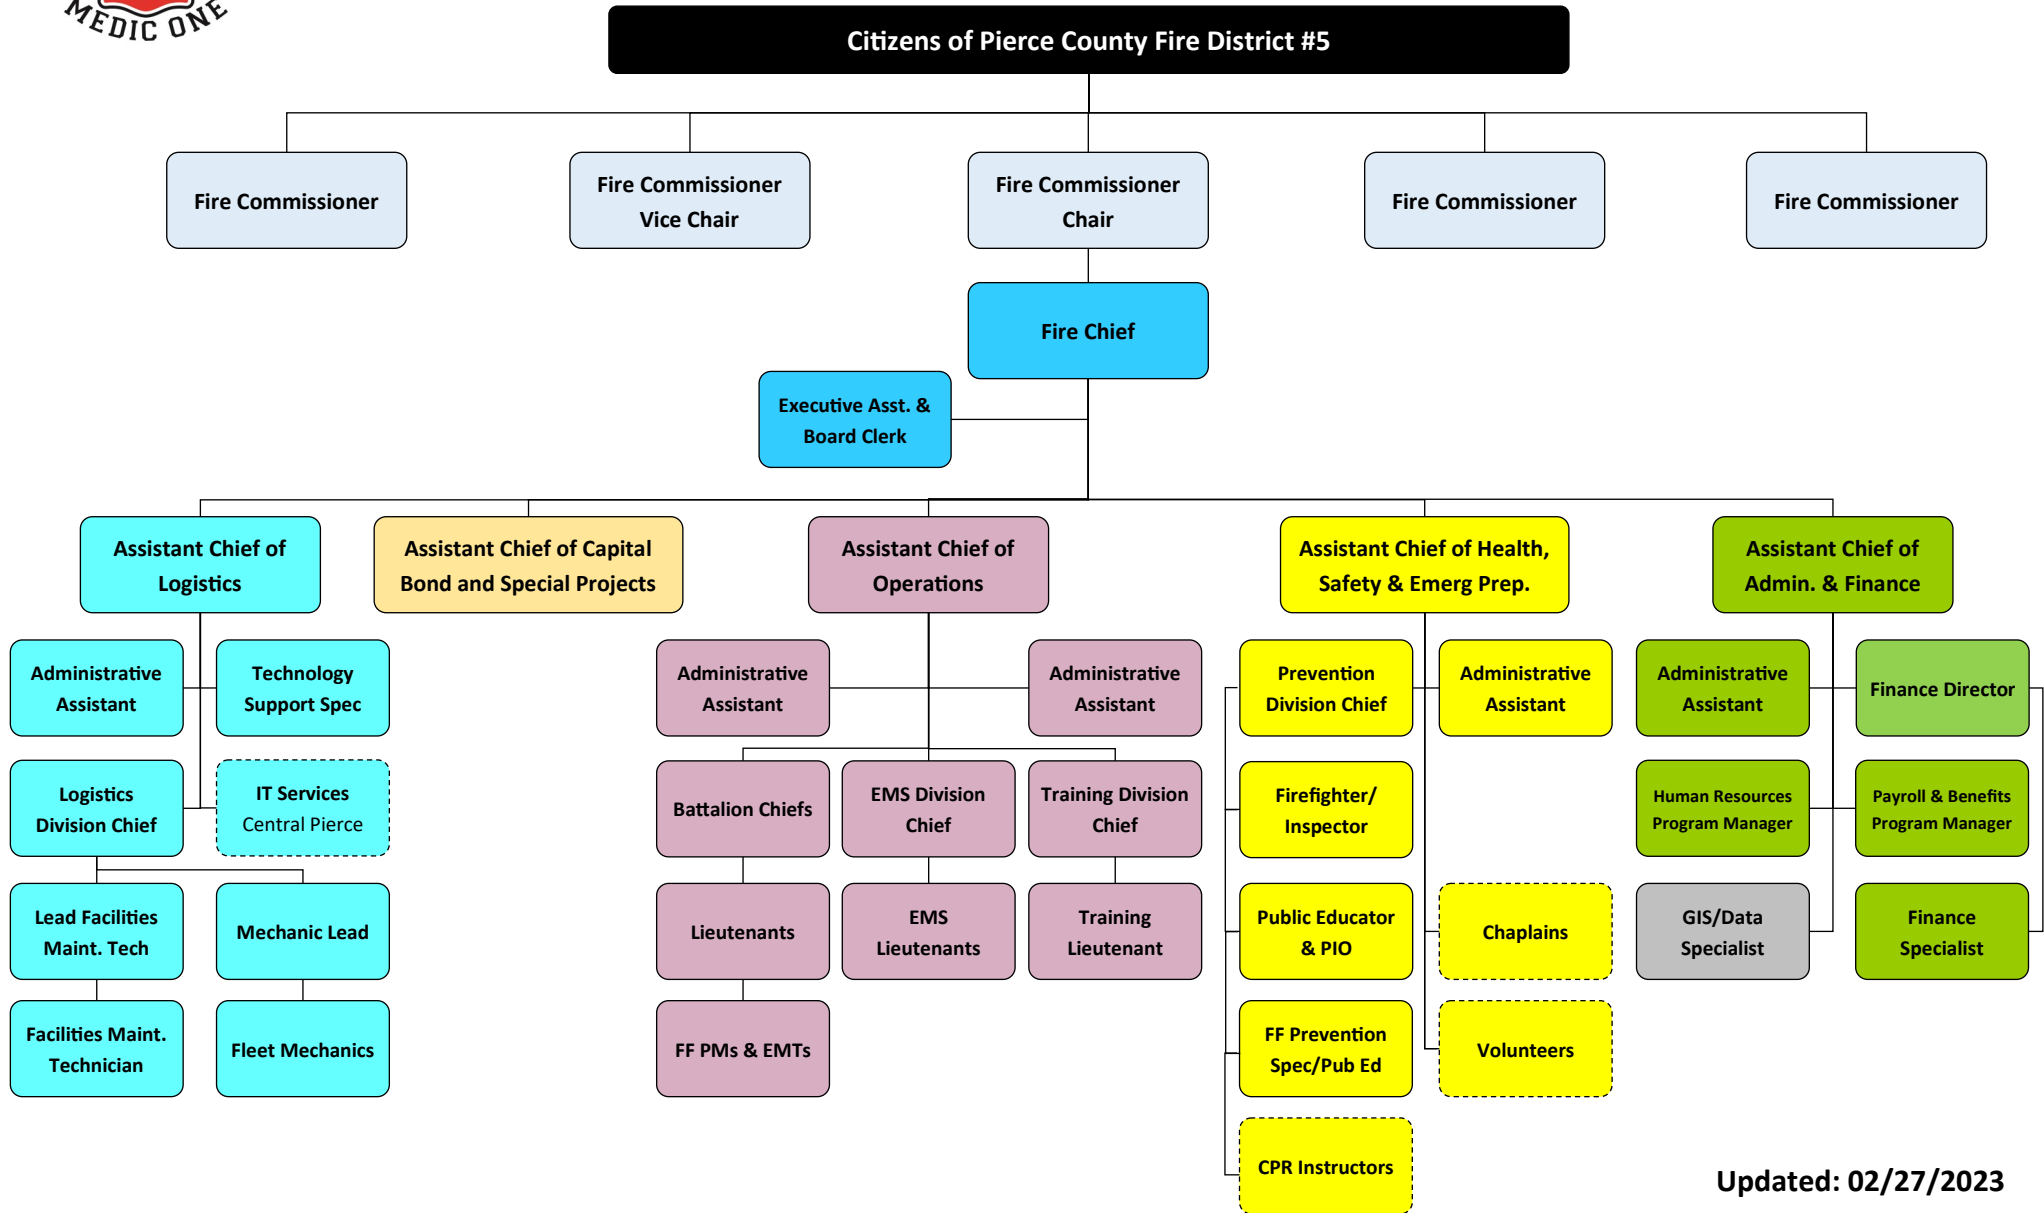 MEDIC ONE
Citizens of Pierce County Fire District #5
Fire Commissioner
Fire Commissioner
Vice Chair
Fire Commissioner
Chair
Fire Commissioner
Fire Commissioner
Fire Chief
Executive Asst. &
Board Clerk
Assistant Chief of
Logistics
Assistant Chief of Capital
Bond and Special Projects
Assistant Chief of
Operations
Assistant Chief of Health,
Safety & Emerg Prep.
Assistant Chief of
Admin. & Finance
Administrative
Assistant
Technology
Support Spec
Administrative
Assistant
Administrative
Assistant
Prevention
Division Chief
Administrative
Assistant
Administrative
Assistant
Finance Director
Logistics
Division Chief
IT Services
Central Pierce
Battalion Chiefs
EMS Division
Chief
Training Division
Chief
Firefighter/
Inspector
Human Resources
Program Manager
Payroll & Benefits
Program Manager
Lead Facilities
Maint. Tech
Mechanic Lead
Lieutenants
EMS
Lieutenants
Training
Lieutenant
Public Educator
& PIO
Chaplains
GIS/Data
Specialist
Finance
Specialist
Facilities Maint.
Technician
Fleet Mechanics
FF PMs & EMTs
FF Prevention
Spec/Pub Ed
Volunteers
CPR Instructors
Updated: 02/27/2023